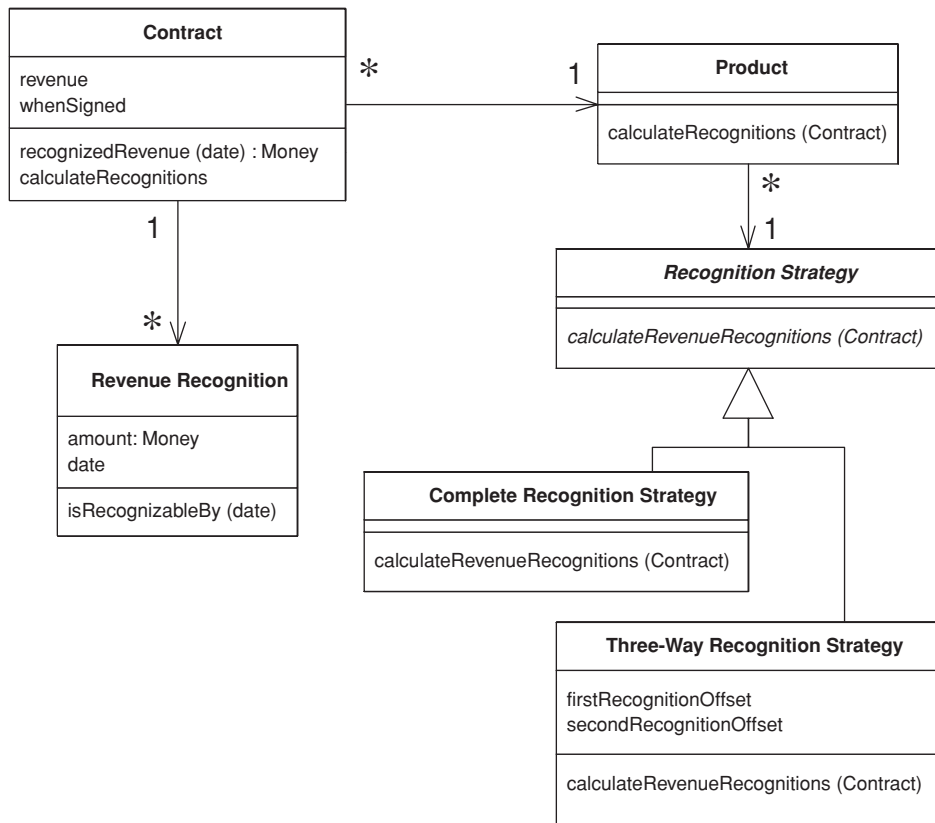 Contract
revenue
whenSigned
recognizedRevenue (date) : Money
calculateRecognitions
*
1
Product
calculateRecognitions (Contract)
*
1
Recognition Strategy
calculateRevenueRecognitions (Contract)
1
*
Revenue Recognition
amount: Money
date
isRecognizableBy (date)
Complete Recognition Strategy
calculateRevenueRecognitions (Contract)
Three-Way Recognition Strategy
firstRecognitionOffset
secondRecognitionOffset
calculateRevenueRecognitions (Contract)